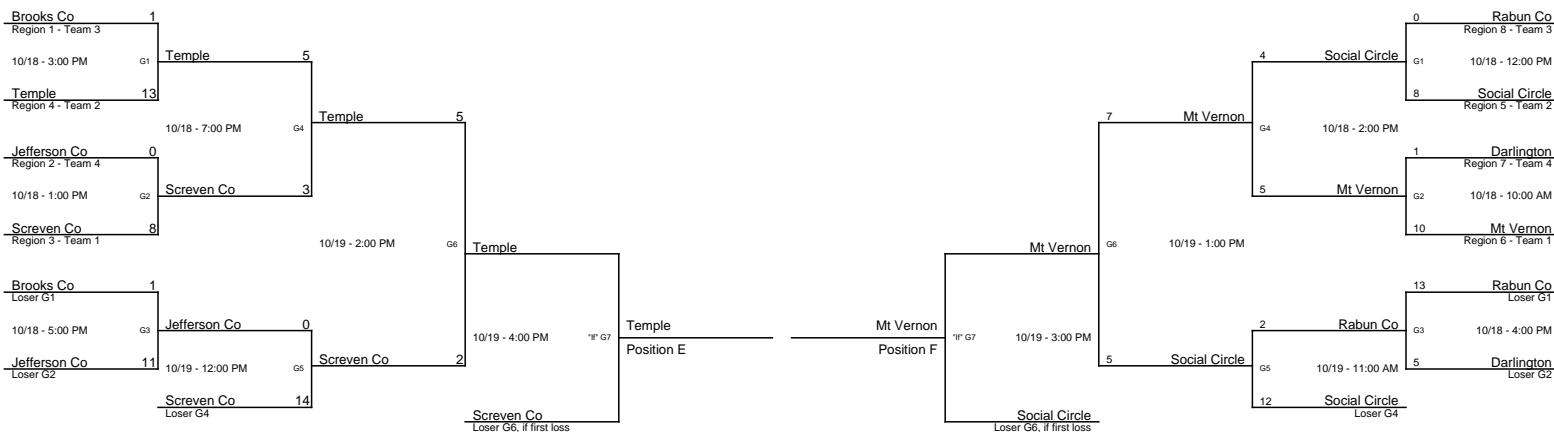 Brooks Co 1
Region 1 - Team 3
10/18 - 3:00 PM G1
Temple 5
Temple 13
Region 4 - Team 2
10/18 - 7:00 PM G4
Temple 5
Jefferson Co 0
Region 2 - Team 4
10/18 - 1:00 PM G2
Screven Co 3
Screven Co 8
Region 3 - Team 1
10/19 - 2:00 PM G6
Temple
Brooks Co 1
Loser G1
10/18 - 5:00 PM G3
Jefferson Co 0
Jefferson Co 11
Loser G2
10/19 - 12:00 PM G5
Screven Co 2
Screven Co 14
Loser G4
10/19 - 4:00 PM "If" G7
Temple
Position E
Screven Co
Loser G6, if first loss
0 Rabun Co
Region 8 - Team 3
4 Social Circle
G1 10/18 - 12:00 PM
8 Social Circle
Region 5 - Team 2
7 Mt Vernon
G4 10/18 - 2:00 PM
1 Darlington
Region 7 - Team 4
5 Mt Vernon
G2 10/18 - 10:00 AM
10 Mt Vernon
Region 6 - Team 1
Mt Vernon
G6 10/19 - 1:00 PM
13 Rabun Co
Loser G1
2 Rabun Co
G3 10/18 - 4:00 PM
5 Darlington
Loser G2
5 Social Circle
G5 10/19 - 11:00 AM
12 Social Circle
Loser G4
Mt Vernon
Position F
"If" G7 10/19 - 3:00 PM
Social Circle
Loser G6, if first loss